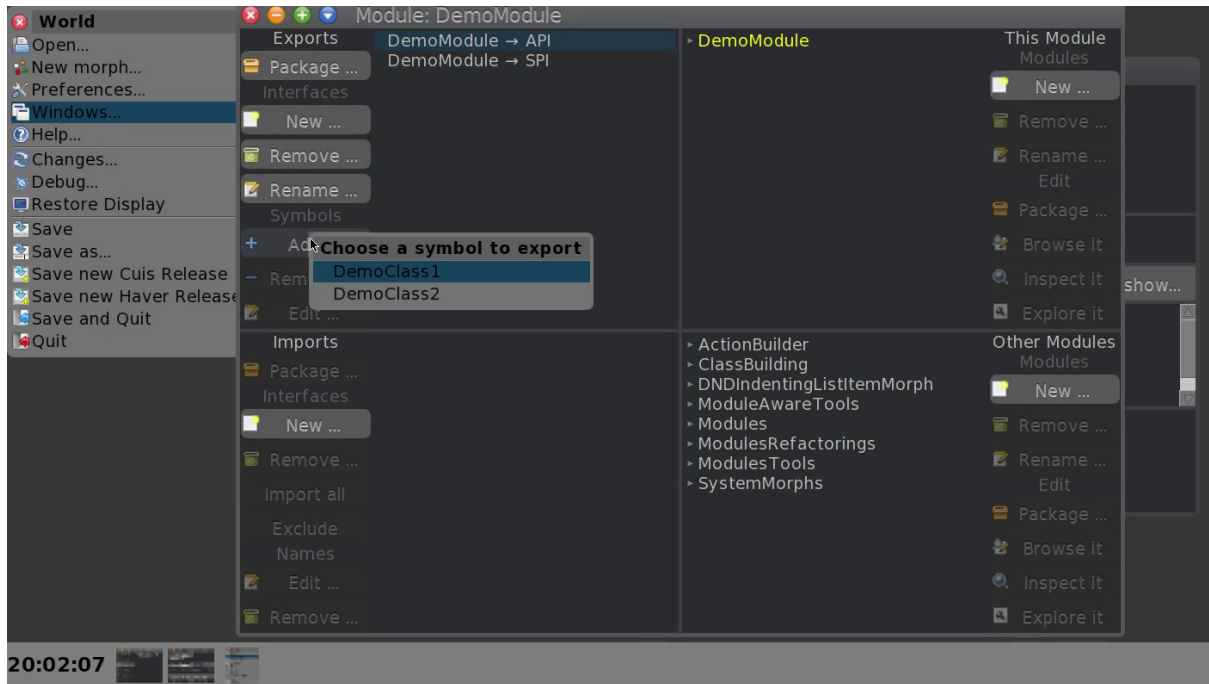 World
Open...
New morph...
Preferences...
Windows...
Help...
Changes...
Debug...
Restore Display
Save
Save as...
Save new Cuis Release
Save new Haver Release
Save and Quit
Quit
Module: DemoModule
Exports
Package ...
Interfaces
New ...
Remove ...
Rename ...
Symbols
Edit ...
DemoModule → API
DemoModule → SPI
Choose a symbol to export
DemoClass1
DemoClass2
DemoModule
This Module
Modules
New ...
Remove ...
Rename ...
Edit
Package ...
Browse it
Inspect it
Explore it
show...
Imports
Package ...
Interfaces
New ...
Remove ...
Import all
Exclude
Names
Edit ...
Remove ...
ActionBuilder
ClassBuilding
DNDIndentingListItemMorph
ModuleAwareTools
Modules
ModulesRefactorings
ModulesTools
SystemMorphs
Other Modules
Modules
New ...
Remove ...
Rename ...
Edit
Package ...
Browse it
Inspect it
Explore it
20:02:07